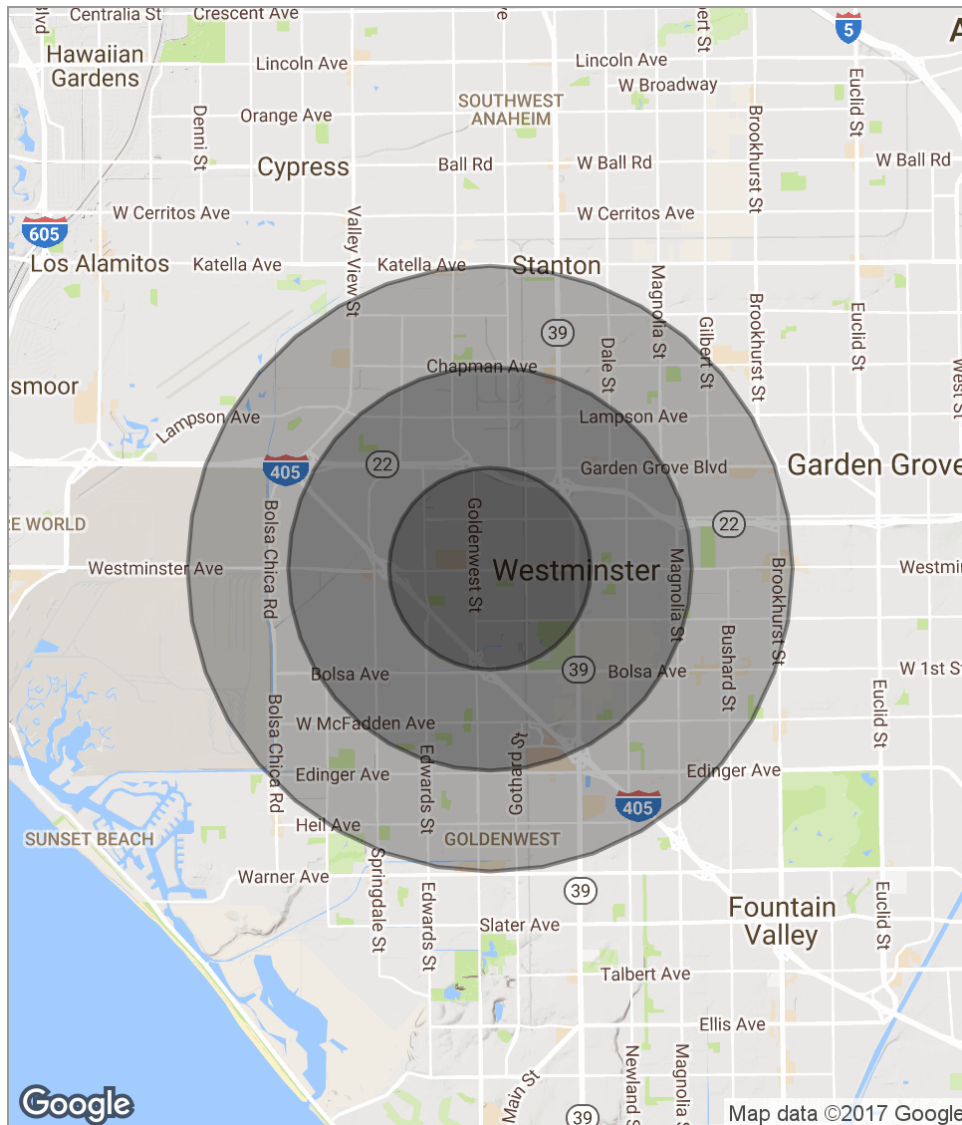 Blvd
Centralia St
Crescent Ave
ve
bert St
5
A
Hawaiian
Gardens
Lincoln Ave
Lincoln Ave
W Broadway
Euclid St
SOUTHWEST
ANAHEIM
Orange Ave
Denni St
Brookhurst St
Cypress
Ball Rd
W Ball Rd
W Ball Rd
W Cerritos Ave
W Cerritos Ave
605
Valley View St
Los Alamitos
Katella Ave
Katella Ave
Stanton
Magnolia St
Brookhurst St
Euclid St
39
Gilbert St
Dale St
Chapman Ave
West St
smoor
Lampson Ave
Lampson Ave
405
22
Garden Grove Blvd
Garden Grove
Bolsa Chica Rd
Goldenwest St
22
RE WORLD
Westminster Ave
Westminster
Westmin
Magnolia St
Brookhurst St
Bushard St
Bolsa Ave
39
Bolsa Ave
W 1st St
Bolsa Chica Rd
W McFadden Ave
Euclid St
Edwards St
Gothard St
Edinger Ave
Edinger Ave
405
Heil Ave
SUNSET BEACH
GOLDENWEST
Springdale St
Warner Ave
39
Edwards St
Slater Ave
Fountain
Valley
Euclid St
Talbert Ave
Ellis Ave
Main St
Newland S
Magnolia S
39
Google
Map data ©2017 Google